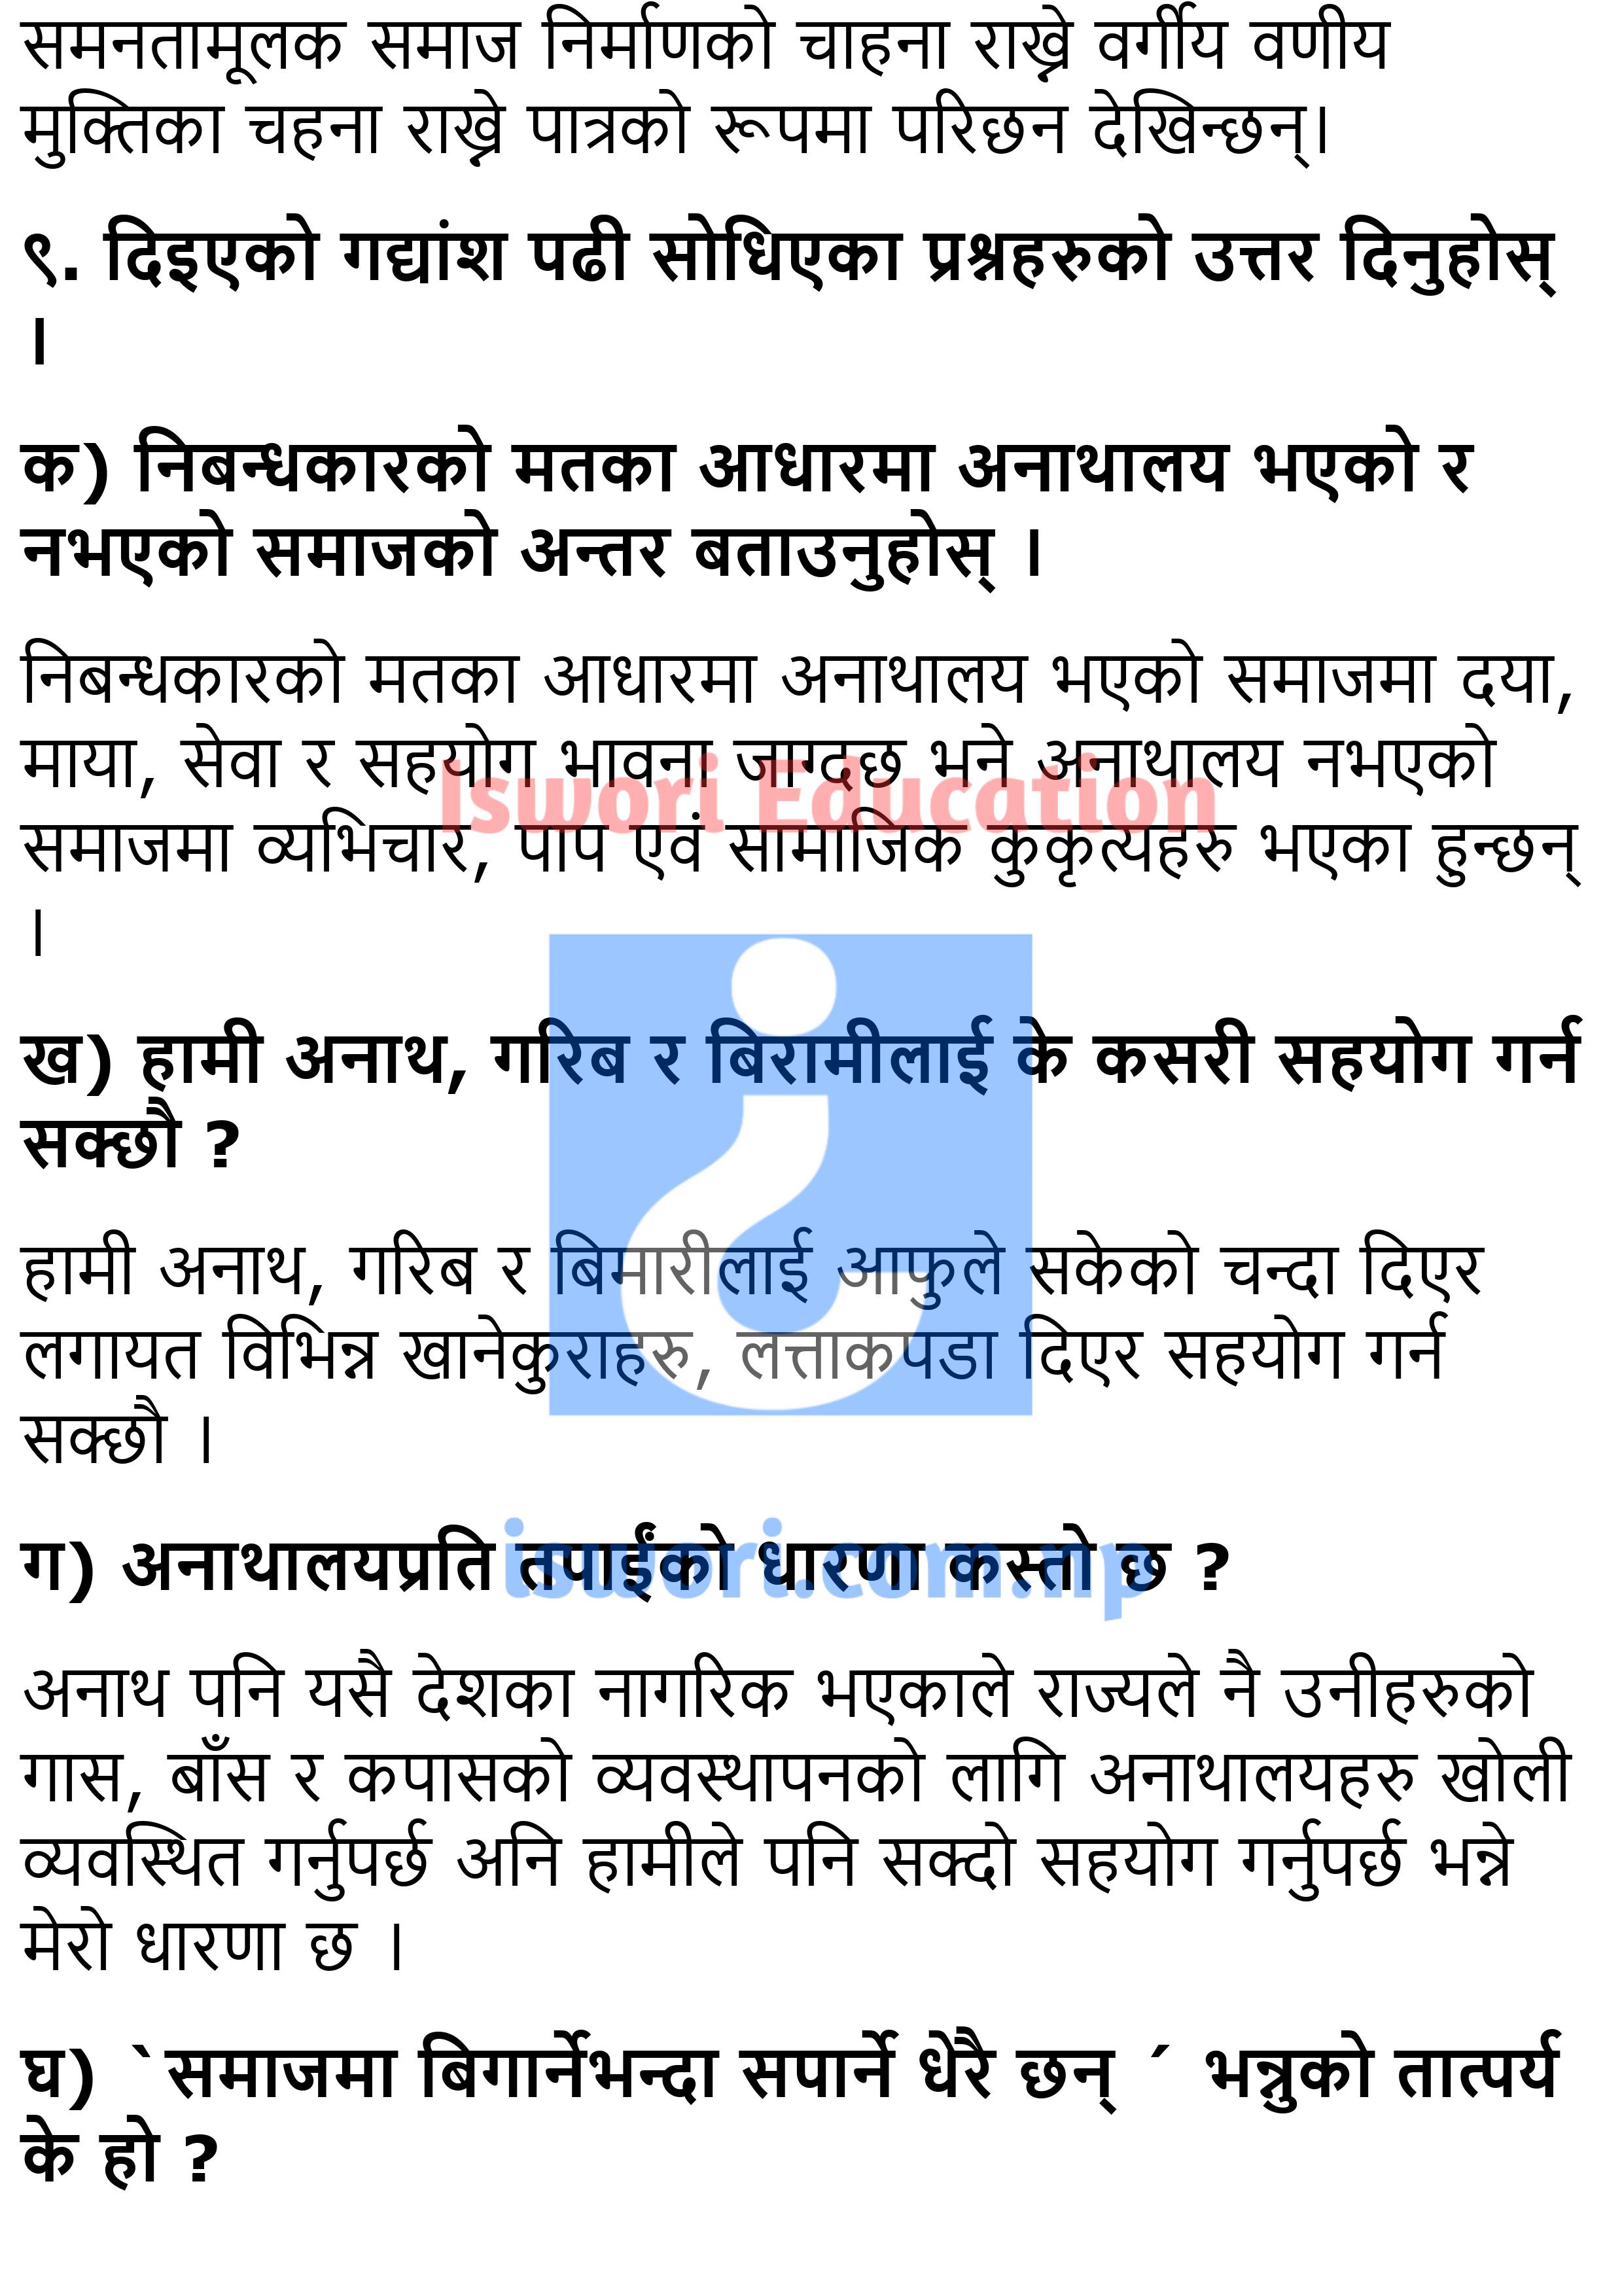 समनतामूलक समाज निर्माणको चाहना राख्ने वर्गीय वणीय
मुक्तिका चहना राख्ने पात्रको रूपमा परिछन देखिन्छन्।
९. दिइएको गद्यांश पढी सोधिएका प्रश्नहरुको उत्तर दिनुहोस्
।
क) निबन्धकारको मतका आधारमा अनाथालय भएको र
नभएको समाजको अन्तर बताउनुहोस् ।
निबन्धकारको मतका आधारमा अनाथालय भएको समाजमा दया,
माया, सेवा र सहयोग भावना जाग्दछ भने अनाथालय नभएको
Iswori Education
समाजमा व्यभिचार, पाप एवं सामाजिक कुकृत्यहरु भएका हुन्छन्
।
ख) हामी अनाथ, गरिब र बिरामीलाई के कसरी सहयोग गर्न
सक्छौ ?
हामी अनाथ, गरिब र बिमारीलाई आफुले सकेको चन्दा दिएर
लगायत विभिन्न खानेकुराहरु, लत्ताकपडा दिएर सहयोग गर्न
सक्छौ ।
ग) अनाथालयप्रति तपाईंको धारणा कस्तो छ ?
iswori.com.np
अनाथ पनि यसै देशका नागरिक भएकाले राज्यले नै उनीहरुको
गास, बाँस र कपासको व्यवस्थापनको लागि अनाथालयहरु खोली
व्यवस्थित गर्नुपर्छ अनि हामीले पनि सक्दो सहयोग गर्नुपर्छ भन्ने
मेरो धारणा छ ।
घ) `समाजमा बिगार्नेभन्दा सपार्ने धेरै छन् ´ भन्नुको तात्पर्य
के हो ?